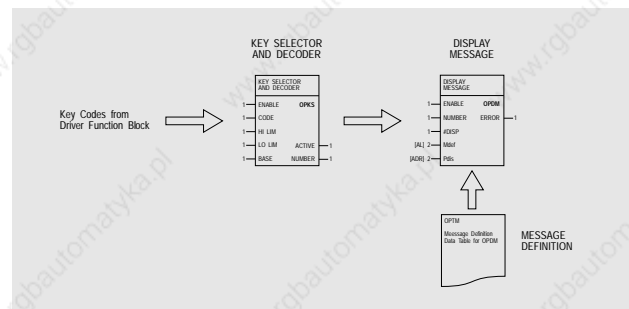 KEY SELECTOR
AND DECODER
DISPLAY
MESSAGE
KEY SELECTOR
AND DECODER
1 ENABLE OPKS
1 CODE
1 HI LIM
1 LO LIM ACTIVE 1
1 BASE NUMBER 1
DISPLAY
MESSAGE
1 ENABLE OPDM
1 NUMBER ERROR 1
1 #DISP
[AL] 2 Mdef
[ADR] 2 Pdis
Key Codes from
Driver Function Block
OPTM
Meessage Definition
Data Table for OPDM
MESSAGE
DEFINITION
www.rgbautomatyka.pl